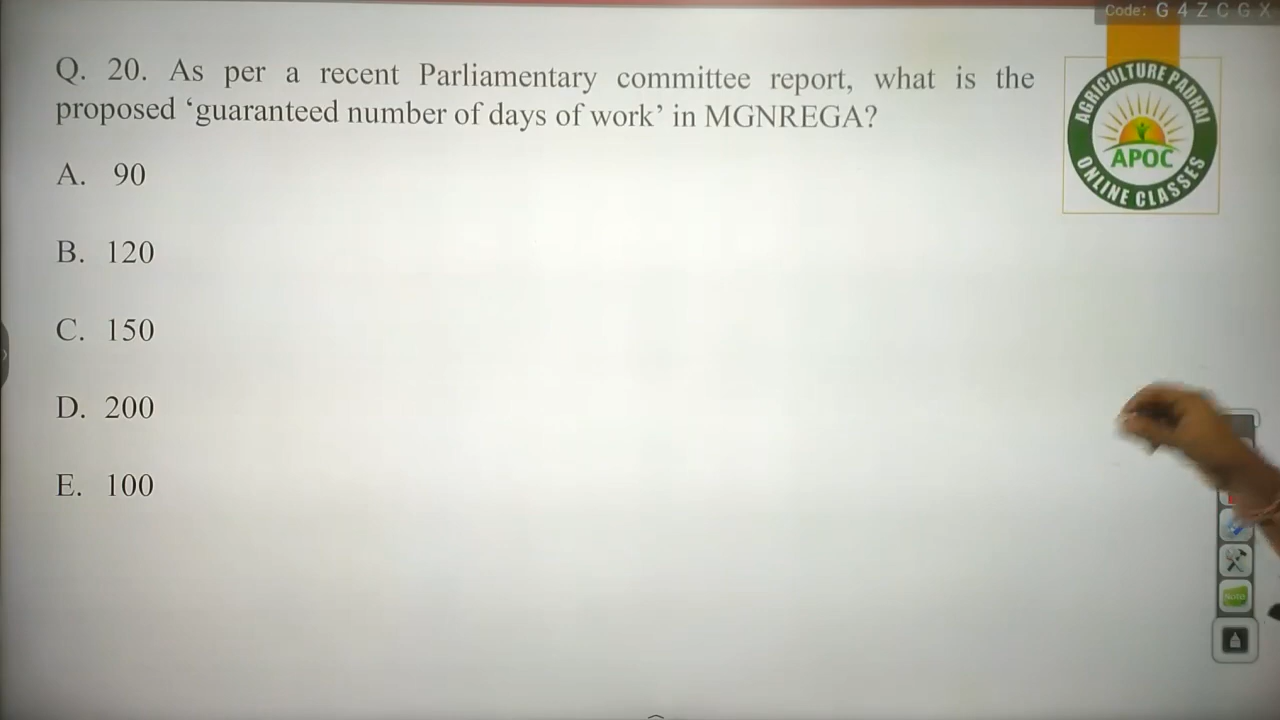 Code: G 4 Z C G X
Q. 20. As per a recent Parliamentary committee report, what is the
proposed ‘guaranteed number of days of work’ in MGNREGA?
A. 90
B. 120
C. 150
D. 200
E. 100
AGRICULTURE PADHAI
APOC
ONLINE CLASSES
Note